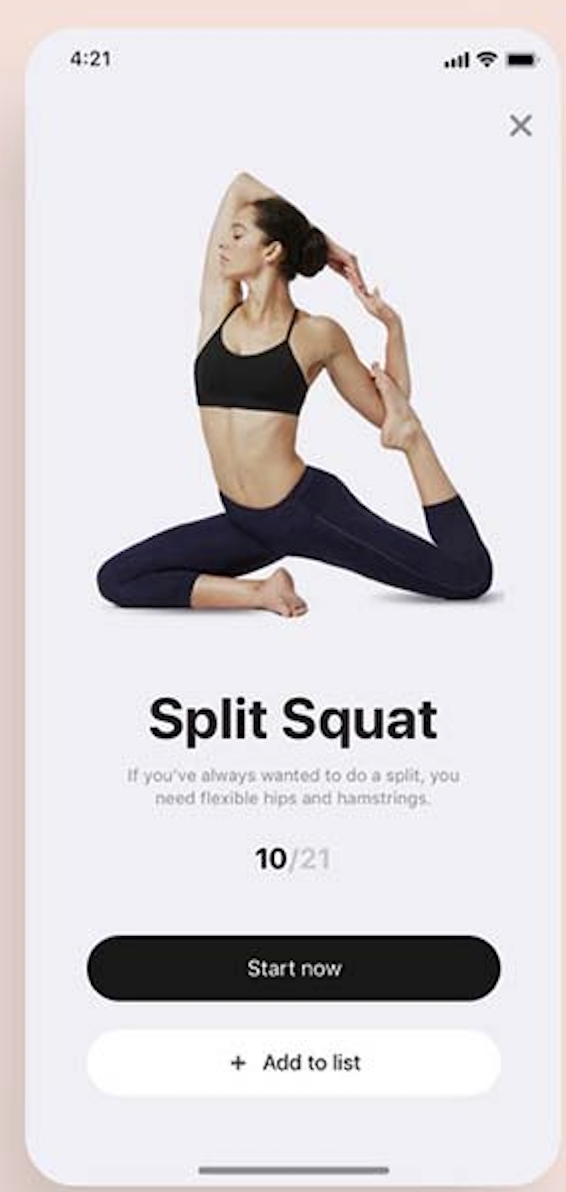 4:21
Split Squat
If you've always wanted to do a split, you
need flexible hips and hamstrings.
10/21
Start now
+ Add to list